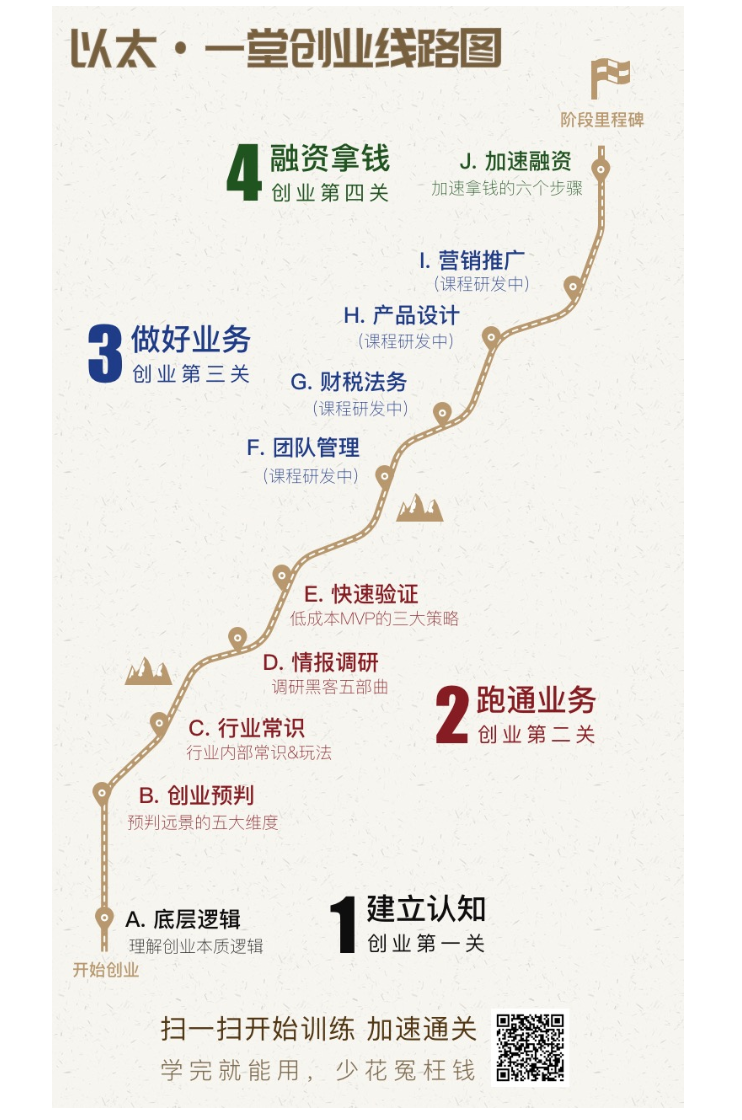 以太·一堂创业线路图
阶段里程碑
4 融资拿钱
创业第四关
J. 加速融资
加速拿钱的六个步骤
I. 营销推广
(课程研发中)
H. 产品设计
(课程研发中)
3 做好业务
创业第三关
G. 财税法务
(课程研发中)
F. 团队管理
(课程研发中)
E. 快速验证
低成本MVP的三大策略
D. 情报调研
调研黑客五部曲
2 跑通业务
创业第二关
C. 行业常识
行业内部常识&玩法
B. 创业预判
预判远景的五大维度
1 建立认知
创业第一关
A. 底层逻辑
理解创业本质逻辑
开始创业
扫一扫开始训练 加速通关
学完就能用，少花冤枉钱